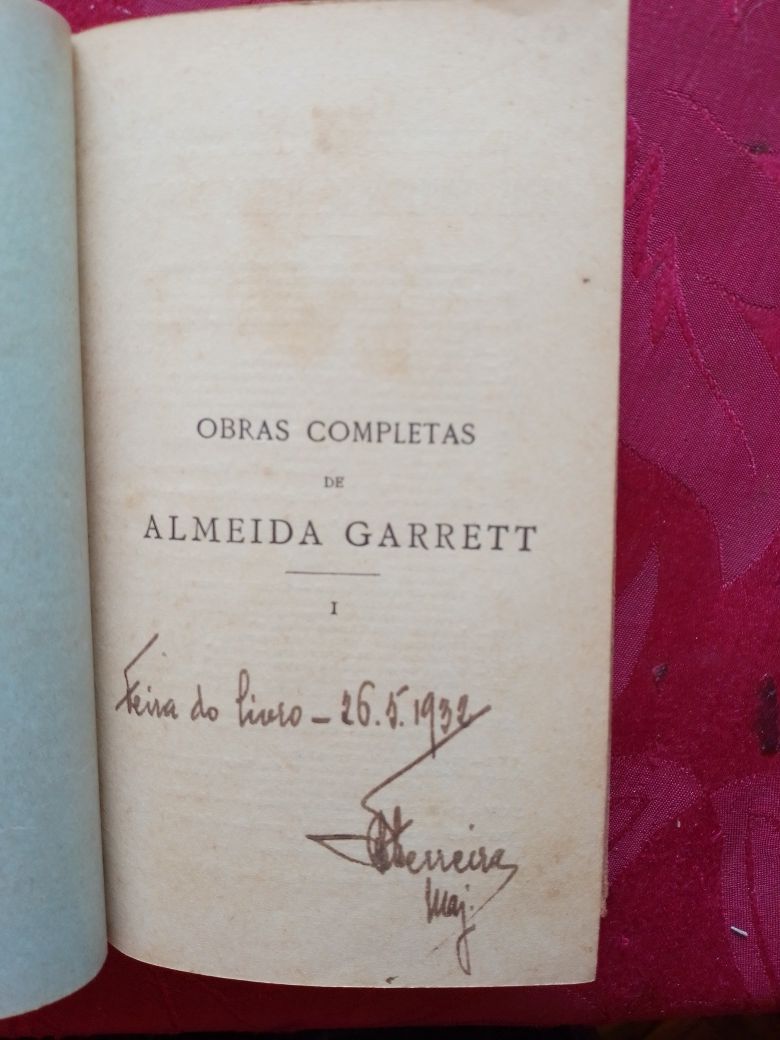 OBRAS COMPLETAS
DE
ALMEIDA GARRETT
I
Feira do livro – 26.5.1932
Ferreira
Maj.